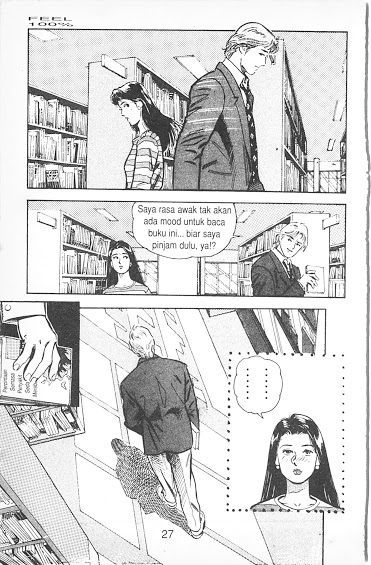 FEEL
100%
Saya rasa awak tak akan
ada mood untuk baca
buku ini... biar saya
pinjam dulu, ya!?
27